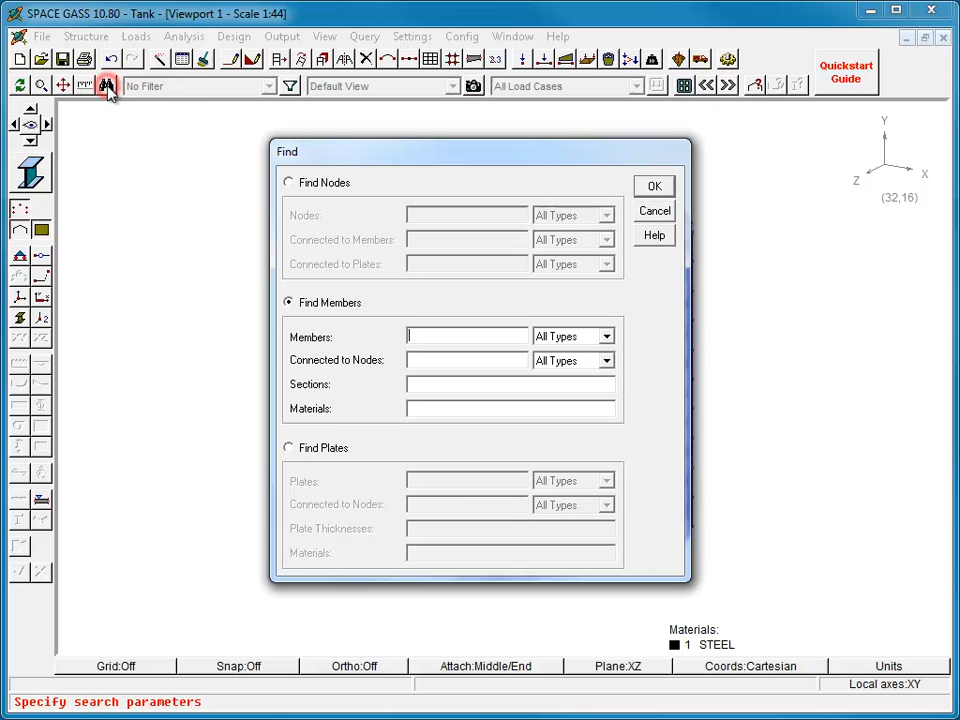 SPACE GASS 10.80 - Tank - [Viewport 1 - Scale 1:44]
File Structure Loads Analysis Design Output View Query Settings Config Window Help
2.3
Quickstart
Guide
No Filter
Default View
All Load Cases
Find
Find Nodes
OK
Nodes:
All Types
Cancel
Connected to Members:
All Types
Help
Connected to Plates:
All Types
Find Members
Members:
All Types
Connected to Nodes:
All Types
Sections:
Materials:
Find Plates
Plates:
All Types
Connected to Nodes:
All Types
Plate Thicknesses:
Materials:
Y
X
Z
(32,16)
Materials:
1 STEEL
Grid:Off Snap:Off Ortho:Off Attach:Middle/End Plane:XZ Coords:Cartesian Units
Local axes:XY
Specify search parameters